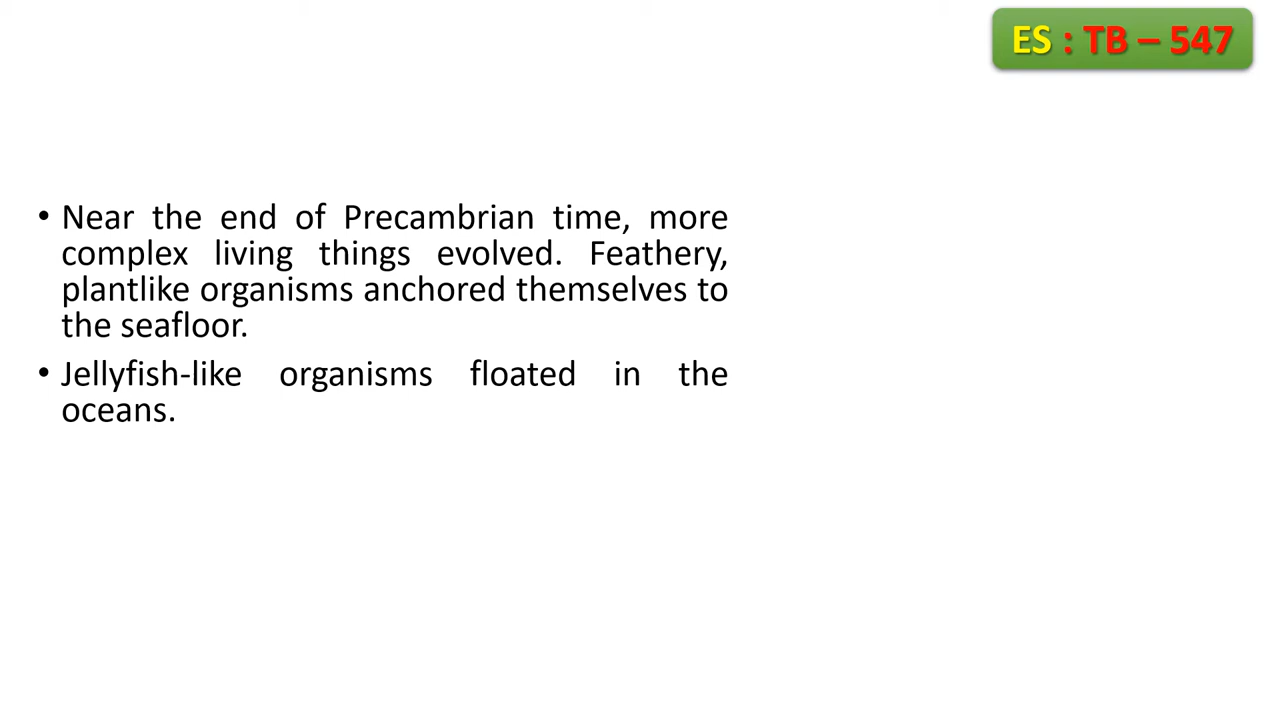 ES : TB – 547
• Near the end of Precambrian time, more
complex living things evolved. Feathery,
plantlike organisms anchored themselves to
the seafloor.
• Jellyfish-like organisms floated in the
oceans.